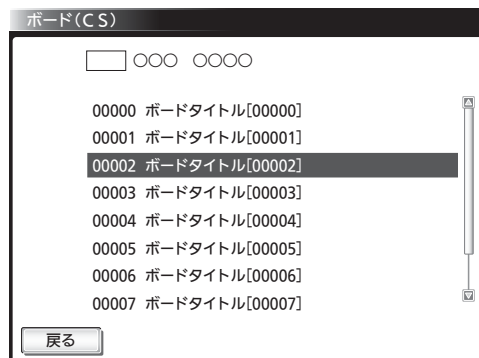 ボード(CS)
○○○ ○○○○
00000 ボードタイトル[00000]
00001 ボードタイトル[00001]
00002 ボードタイトル[00002]
00003 ボードタイトル[00003]
00004 ボードタイトル[00004]
00005 ボードタイトル[00005]
00006 ボードタイトル[00006]
00007 ボードタイトル[00007]
戻る